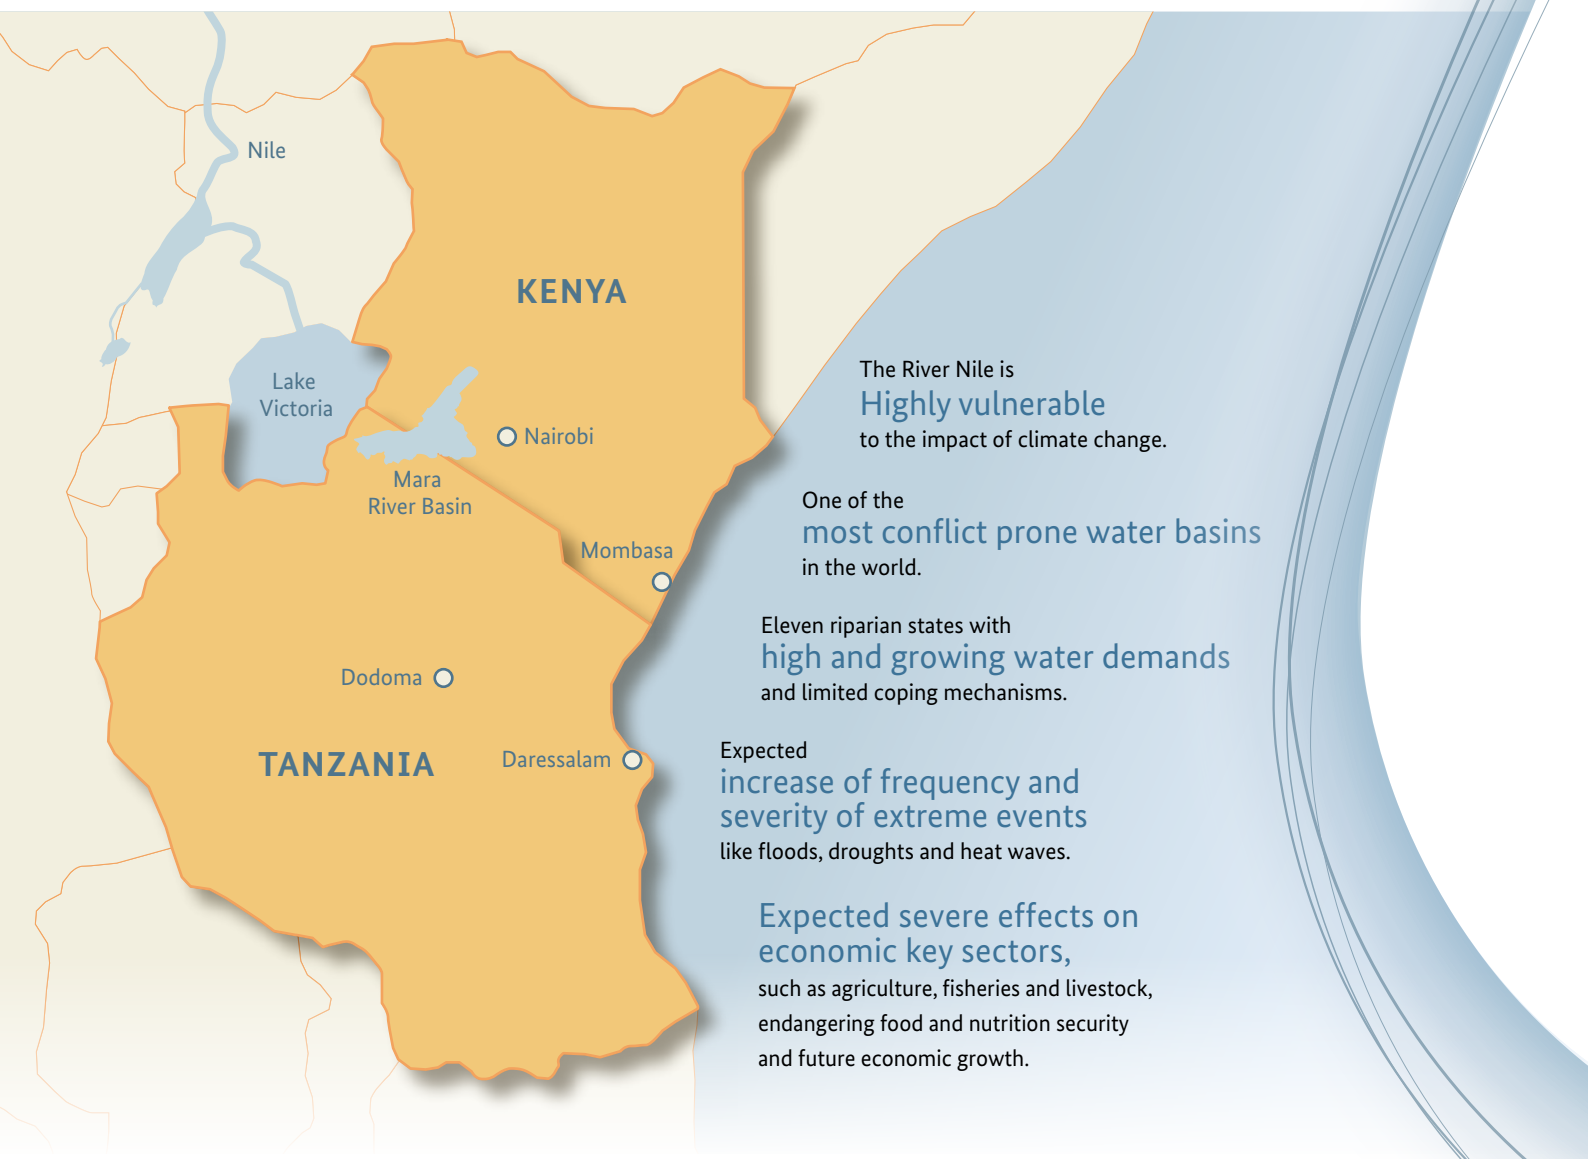 Nile
KENYA
Lake
Victoria
Nairobi
Mara
River Basin
Mombasa
Dodoma
TANZANIA
Daressalam
The River Nile is
Highly vulnerable
to the impact of climate change.
One of the
most conflict prone water basins
in the world.
Eleven riparian states with
high and growing water demands
and limited coping mechanisms.
Expected
increase of frequency and
severity of extreme events
like floods, droughts and heat waves.
Expected severe effects on
economic key sectors,
such as agriculture, fisheries and livestock,
endangering food and nutrition security
and future economic growth.